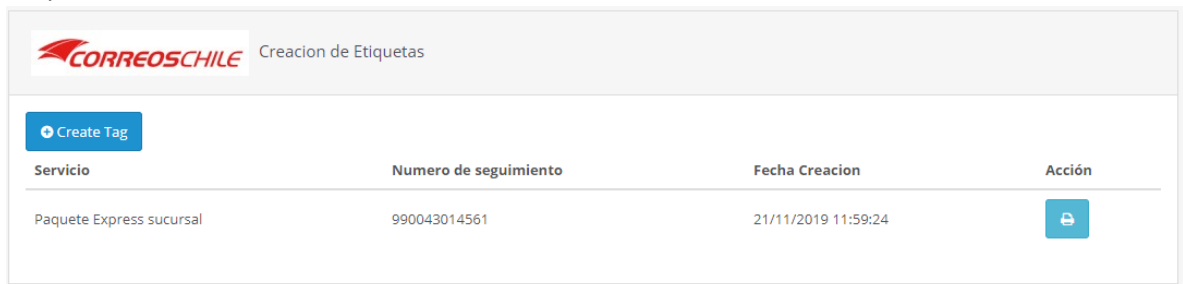 CORREOSCHILE Creacion de Etiquetas
Create Tag
Servicio Numero de seguimiento Fecha Creacion Acción
Paquete Express sucursal 990043014561 21/11/2019 11:59:24